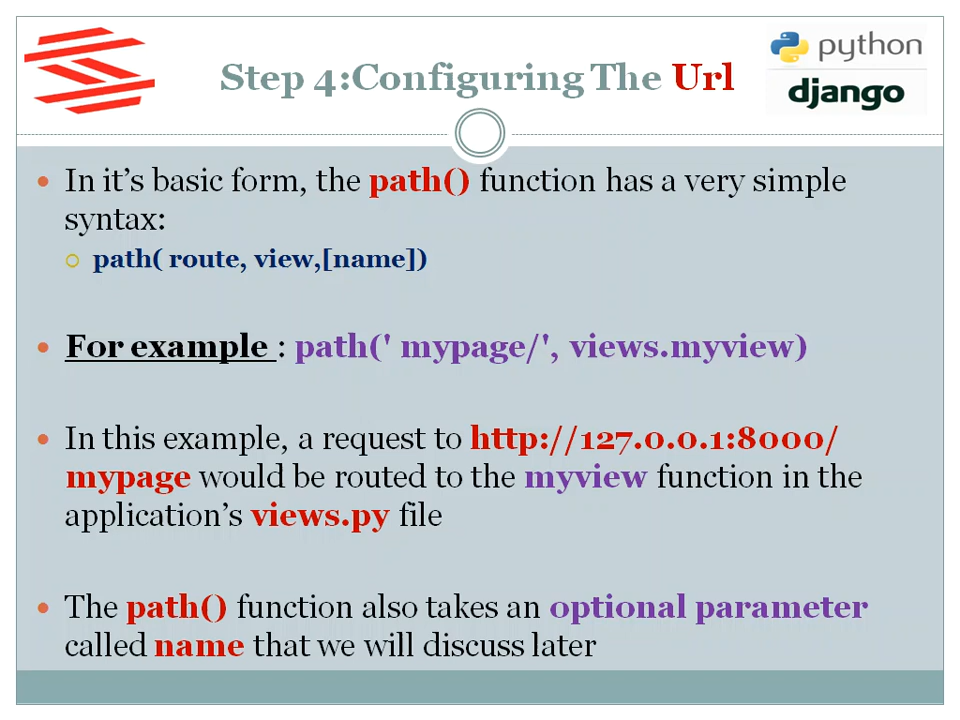 Step 4:Configuring The Url
python
django
In it’s basic form, the path() function has a very simple
syntax:
path( route, view,[name])
For example : path(' mypage/', views.myview)
In this example, a request to http://127.0.0.1:8000/
mypage would be routed to the myview function in the
application’s views.py file
The path() function also takes an optional parameter
called name that we will discuss later